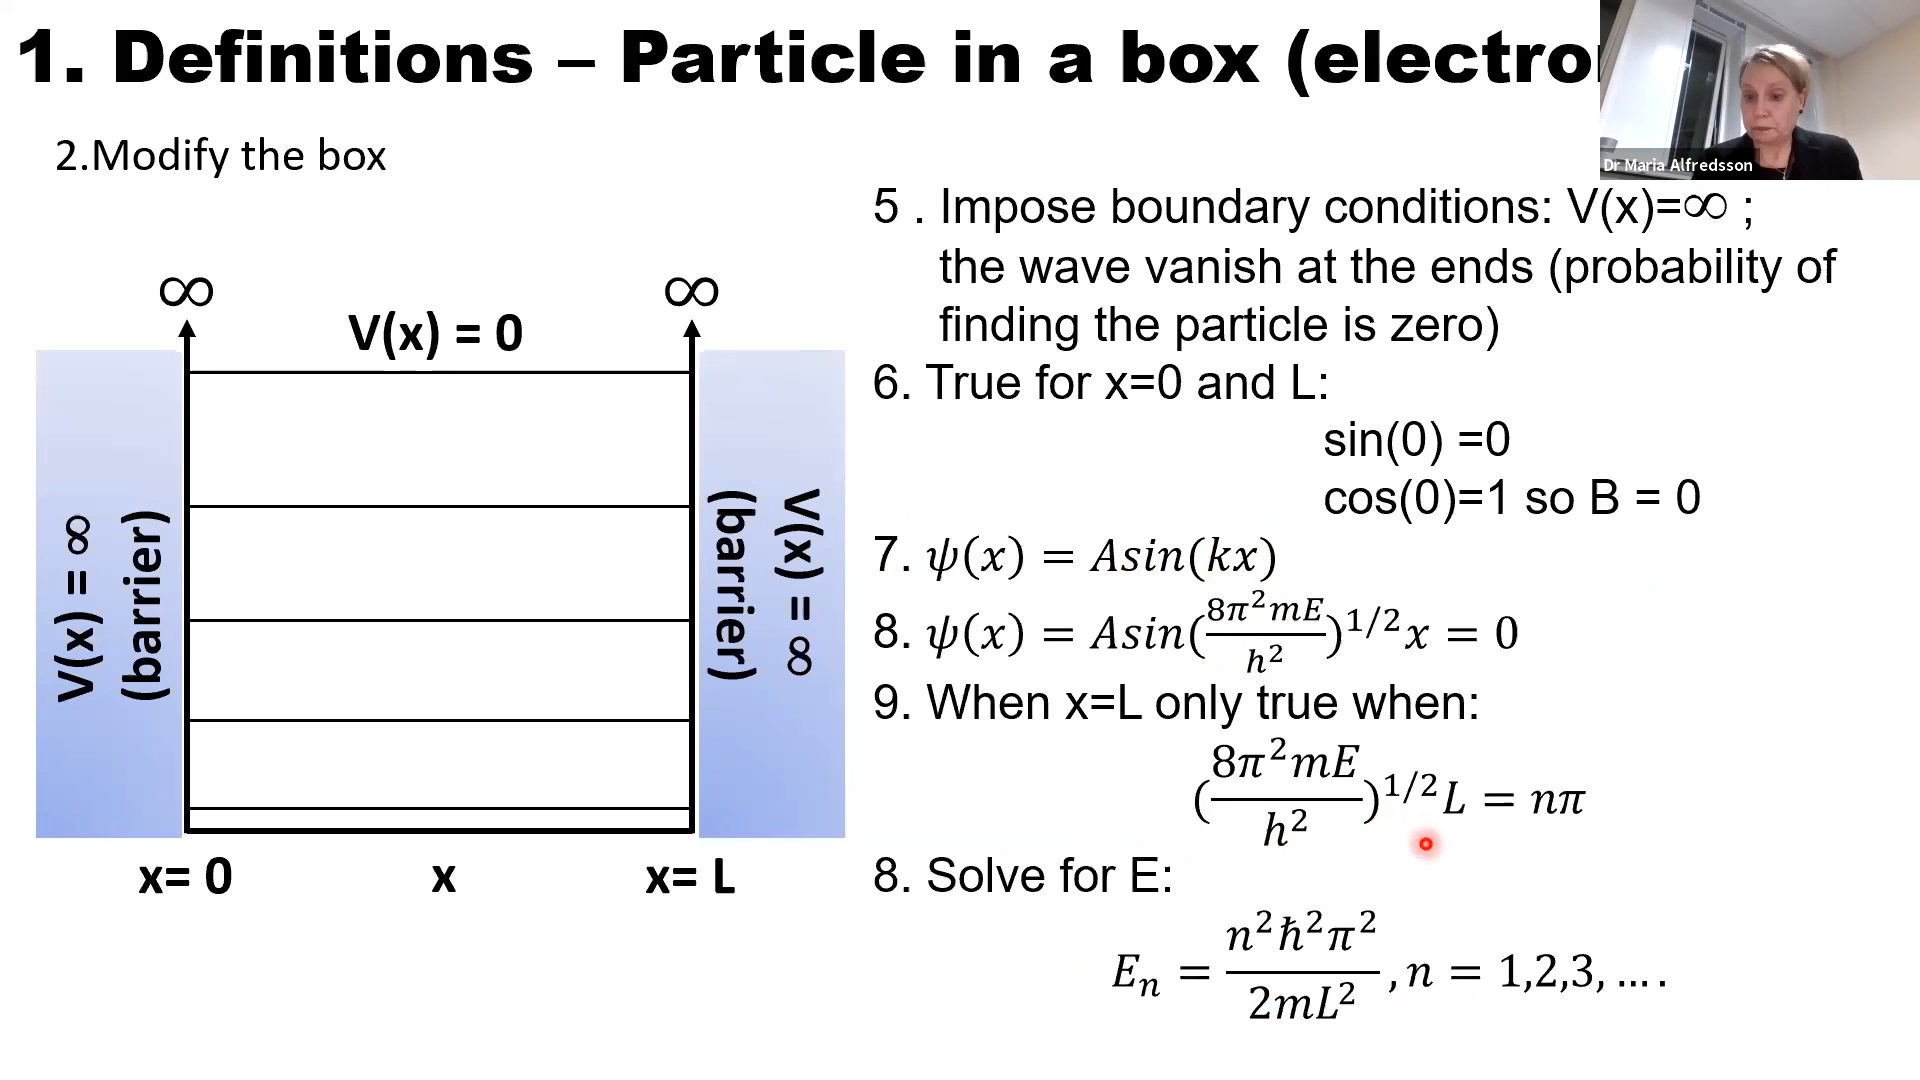 1. Definitions – Particle in a box (electro
Dr Maria Alfredsson
2.Modify the box
∞
∞
V(x) = 0
V(x) = ∞
(barrier)
V(x) = ∞
(barrier)
x= 0
x
x= L
5 . Impose boundary conditions: V(x)=∞ ;
the wave vanish at the ends (probability of
finding the particle is zero)
6. True for x=0 and L:
sin(0) =0
cos(0)=1 so B = 0
7. ψ(x) = Asin(kx)
8. ψ(x) = Asin(8π²mE/h²)^1/2 x = 0
9. When x=L only true when:
(8π²mE/h²)^1/2 L = nπ
8. Solve for E:
Eₙ = n²ħ²π²/2mL² , n = 1,2,3, … .